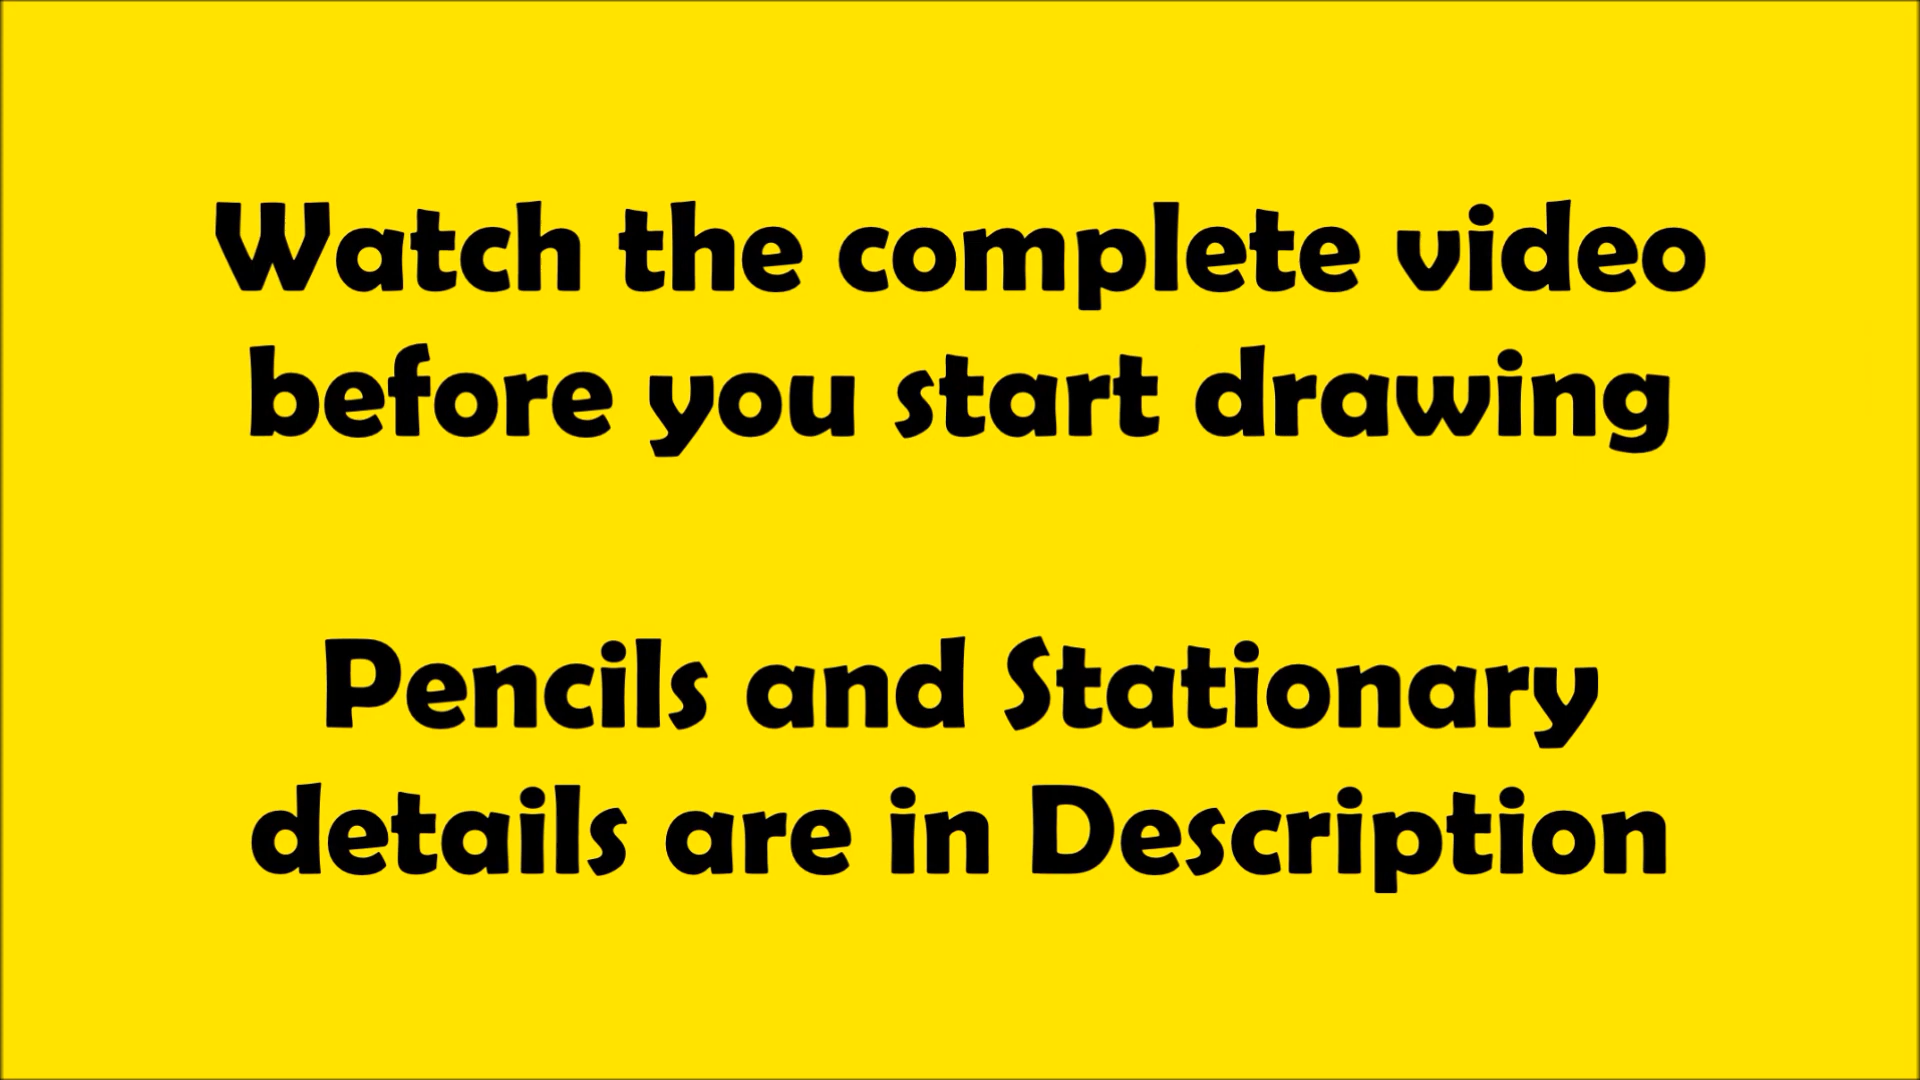 Watch the complete video
before you start drawing
Pencils and Stationary
details are in Description